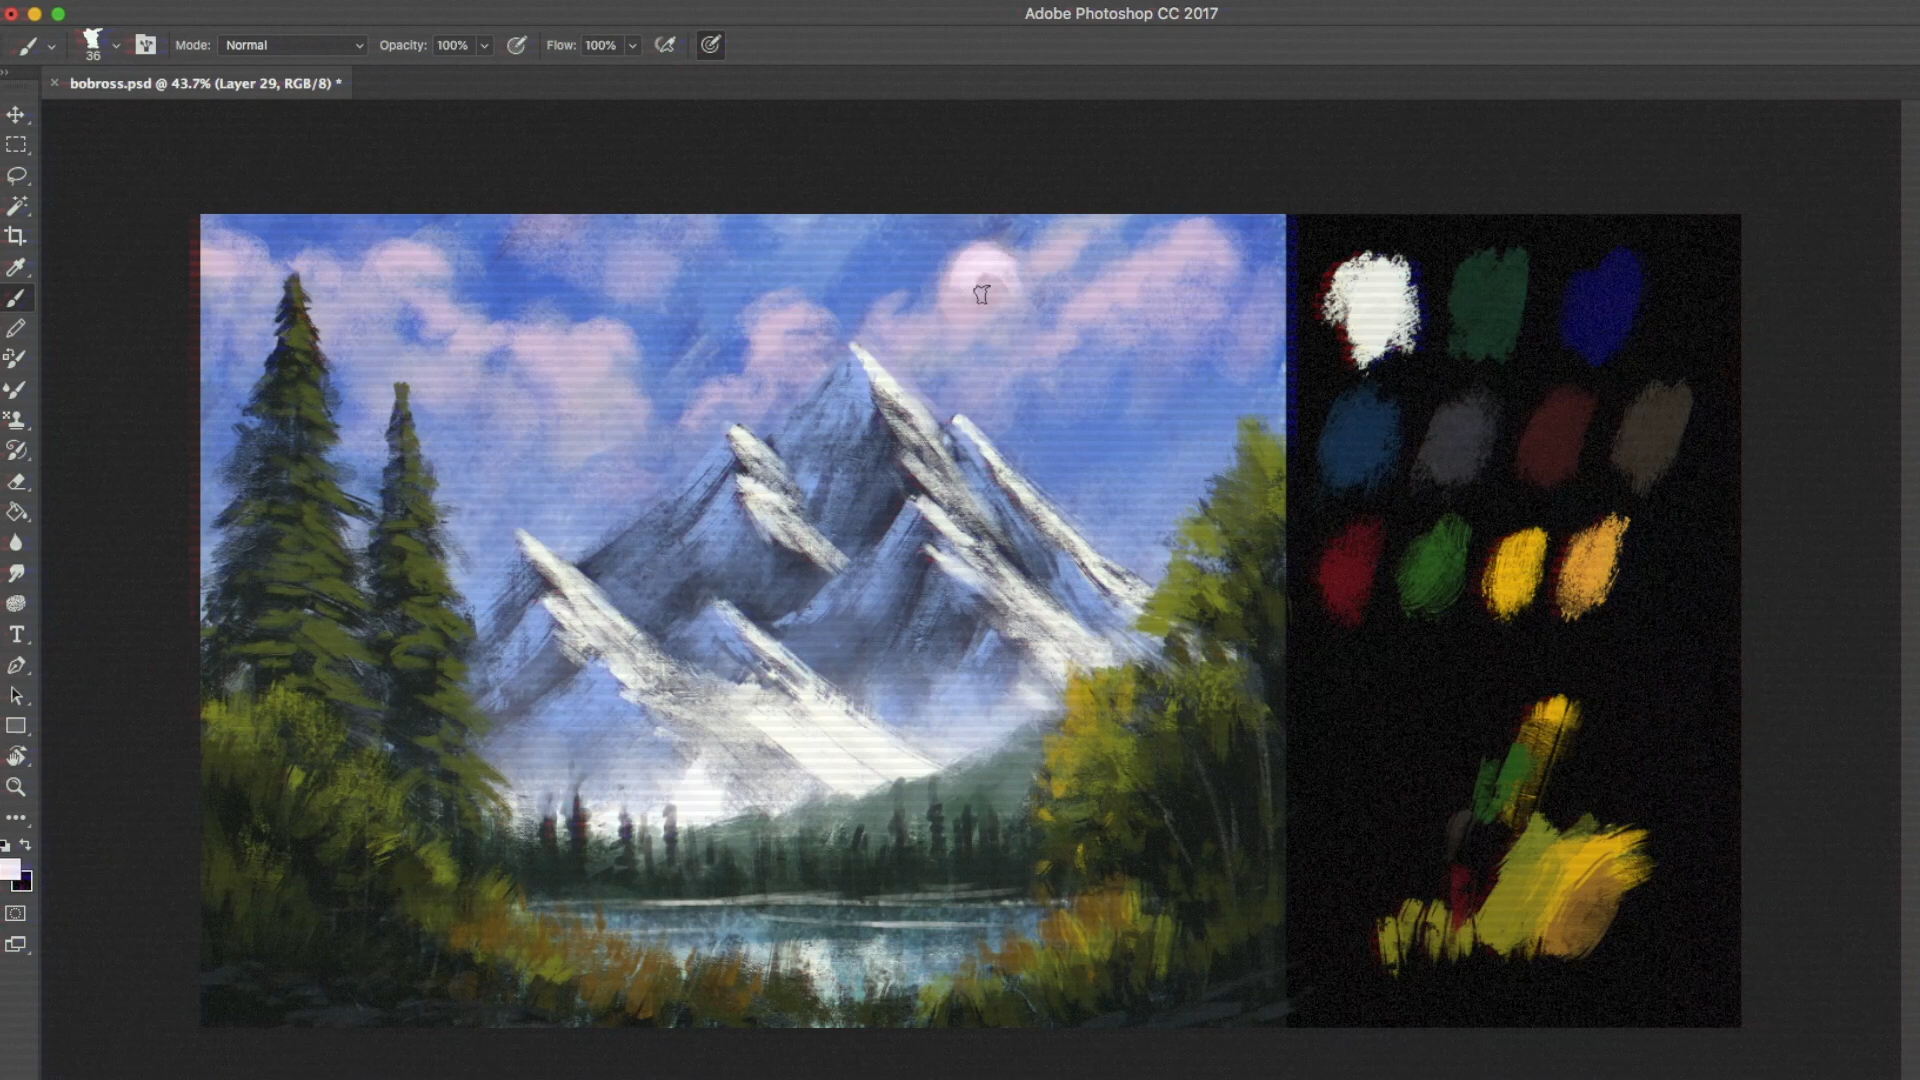 Adobe Photoshop CC 2017
36
Mode: Normal
Opacity: 100%
Flow: 100%
bobross.psd @ 43.7% (Layer 29, RGB/8) *
T